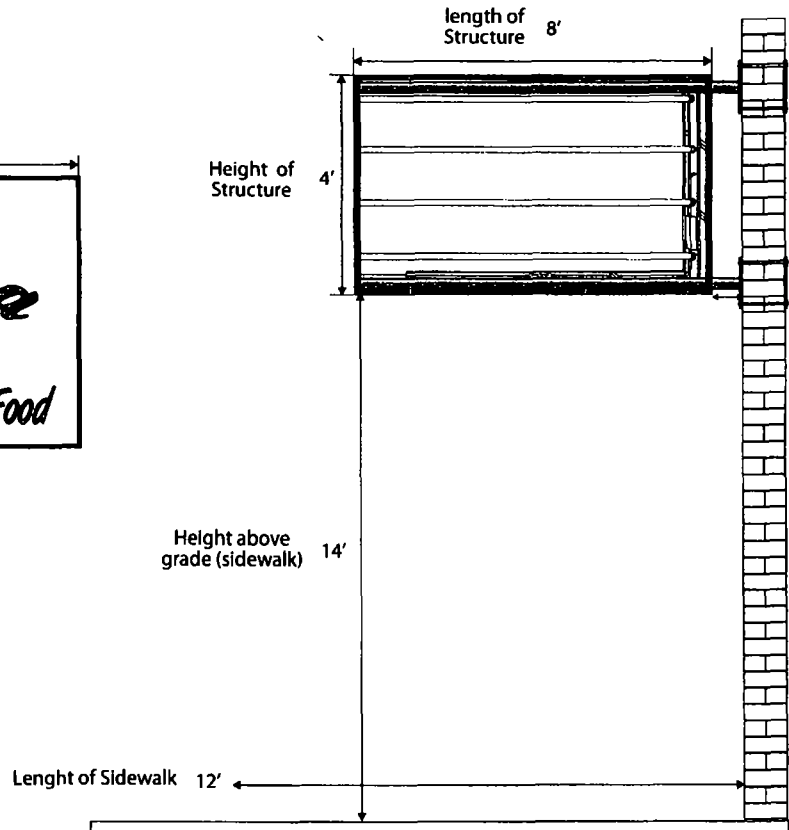 length of
Structure 8'
Height of
Structure 4'
Food
Height above
grade (sidewalk) 14'
Lenght of Sidewalk 12'